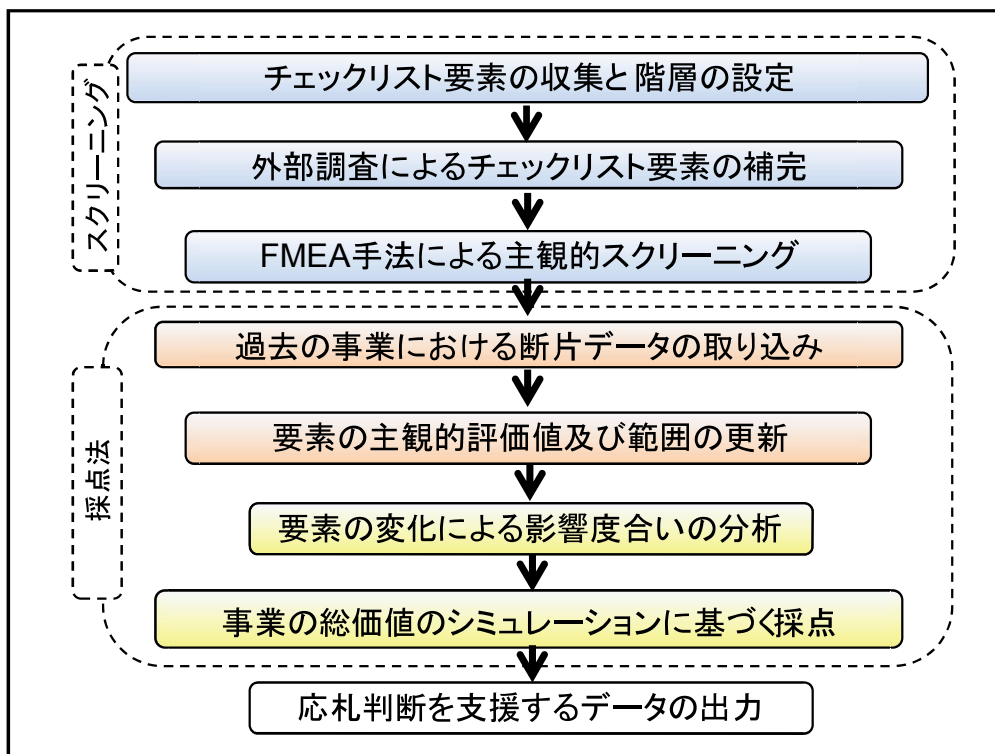 スクリーニング
チェックリスト要素の収集と階層の設定
外部調査によるチェックリスト要素の補完
FMEA手法による主観的スクリーニング
採点法
過去の事業における断片データの取り込み
要素の主観的評価値及び範囲の更新
要素の変化による影響度合いの分析
事業の総価値のシミュレーションに基づく採点
応札判断を支援するデータの出力